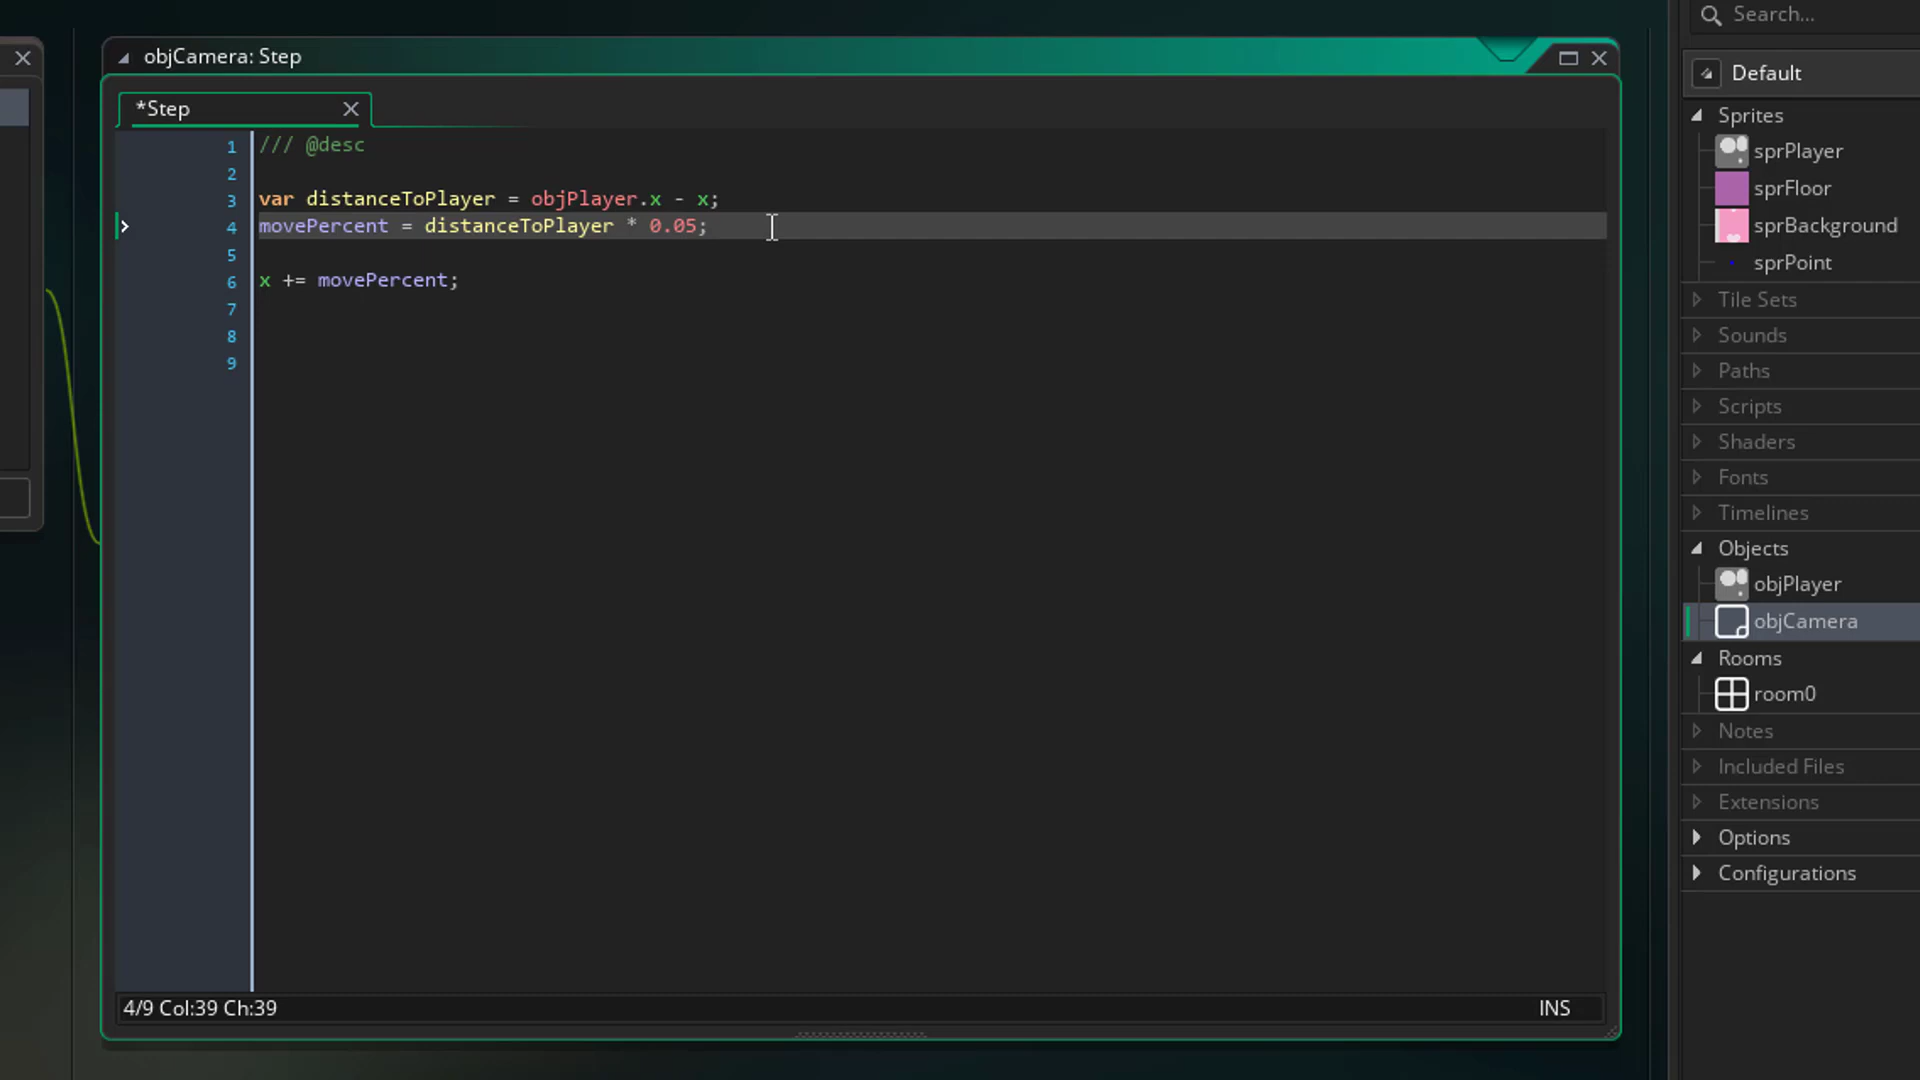 objCamera: Step
*Step
1 /// @desc
2
3 var distanceToPlayer = objPlayer.x - x;
4 movePercent = distanceToPlayer * 0.05;
5
6 x += movePercent;
7
8
9
4/9 Col:39 Ch:39 INS
Search...
Default
Sprites
sprPlayer
sprFloor
sprBackground
sprPoint
Tile Sets
Sounds
Paths
Scripts
Shaders
Fonts
Timelines
Objects
objPlayer
objCamera
Rooms
room0
Notes
Included Files
Extensions
Options
Configurations